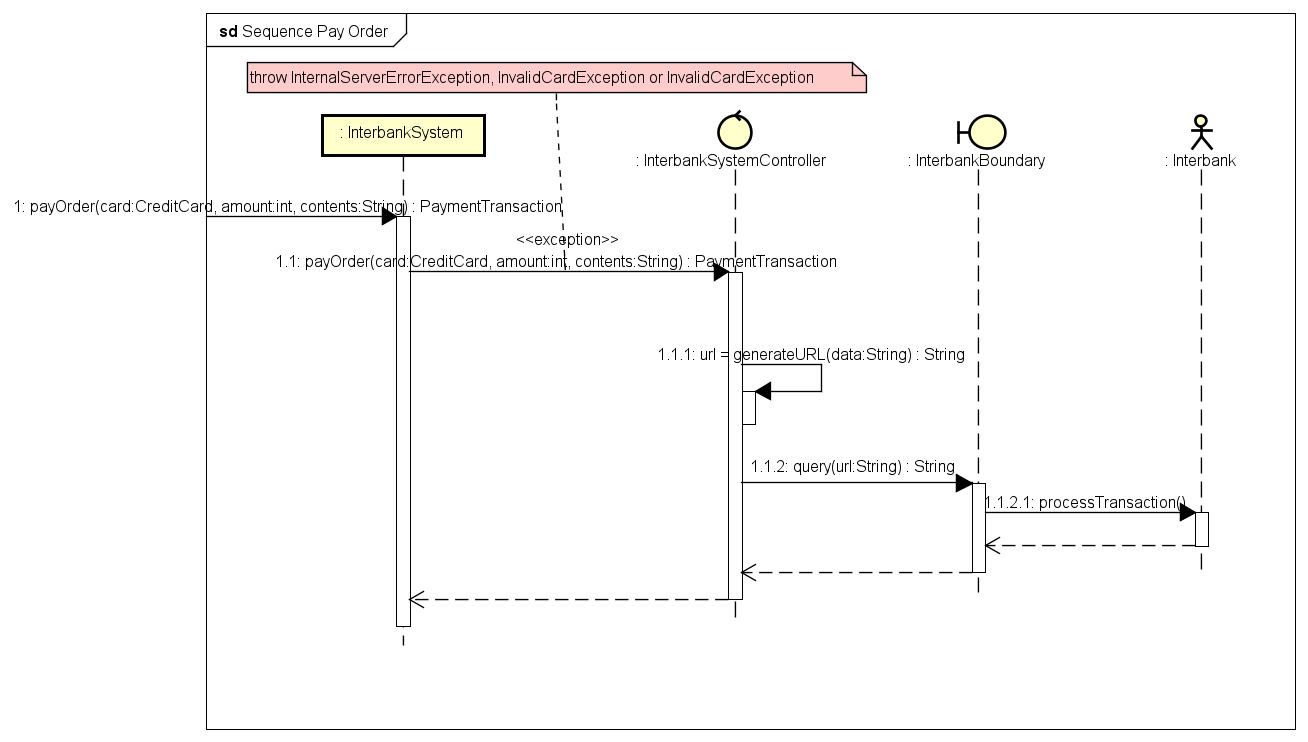 sd Sequence Pay Order
throw InternalServerErrorException, InvalidCardException or InvalidCardException
: InterbankSystem
: InterbankSystemController
: InterbankBoundary
: Interbank
1: payOrder(card:CreditCard, amount:int, contents:String) : PaymentTransaction
<<exception>>
1.1: payOrder(card:CreditCard, amount:int, contents:String) : PaymentTransaction
1.1.1: url = generateURL(data:String) : String
1.1.2: query(url:String) : String
1.1.2.1: processTransaction()